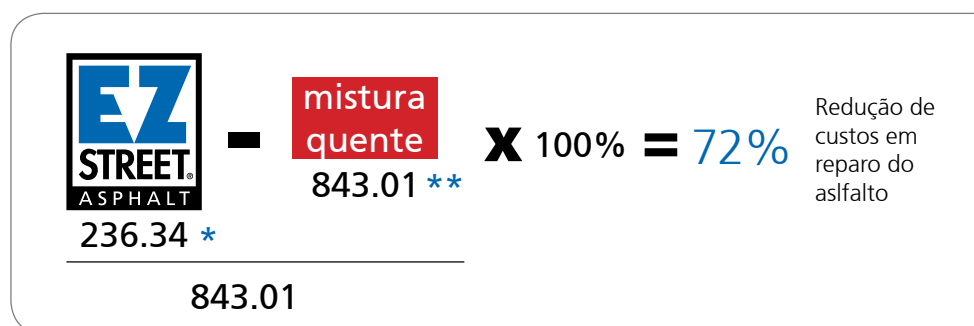 EZ
STREET®
ASPHALT
236.34 *
-
mistura
quente
843.01 **
843.01
X 100% = 72%
Redução de
custos em
reparo do
aslfalto